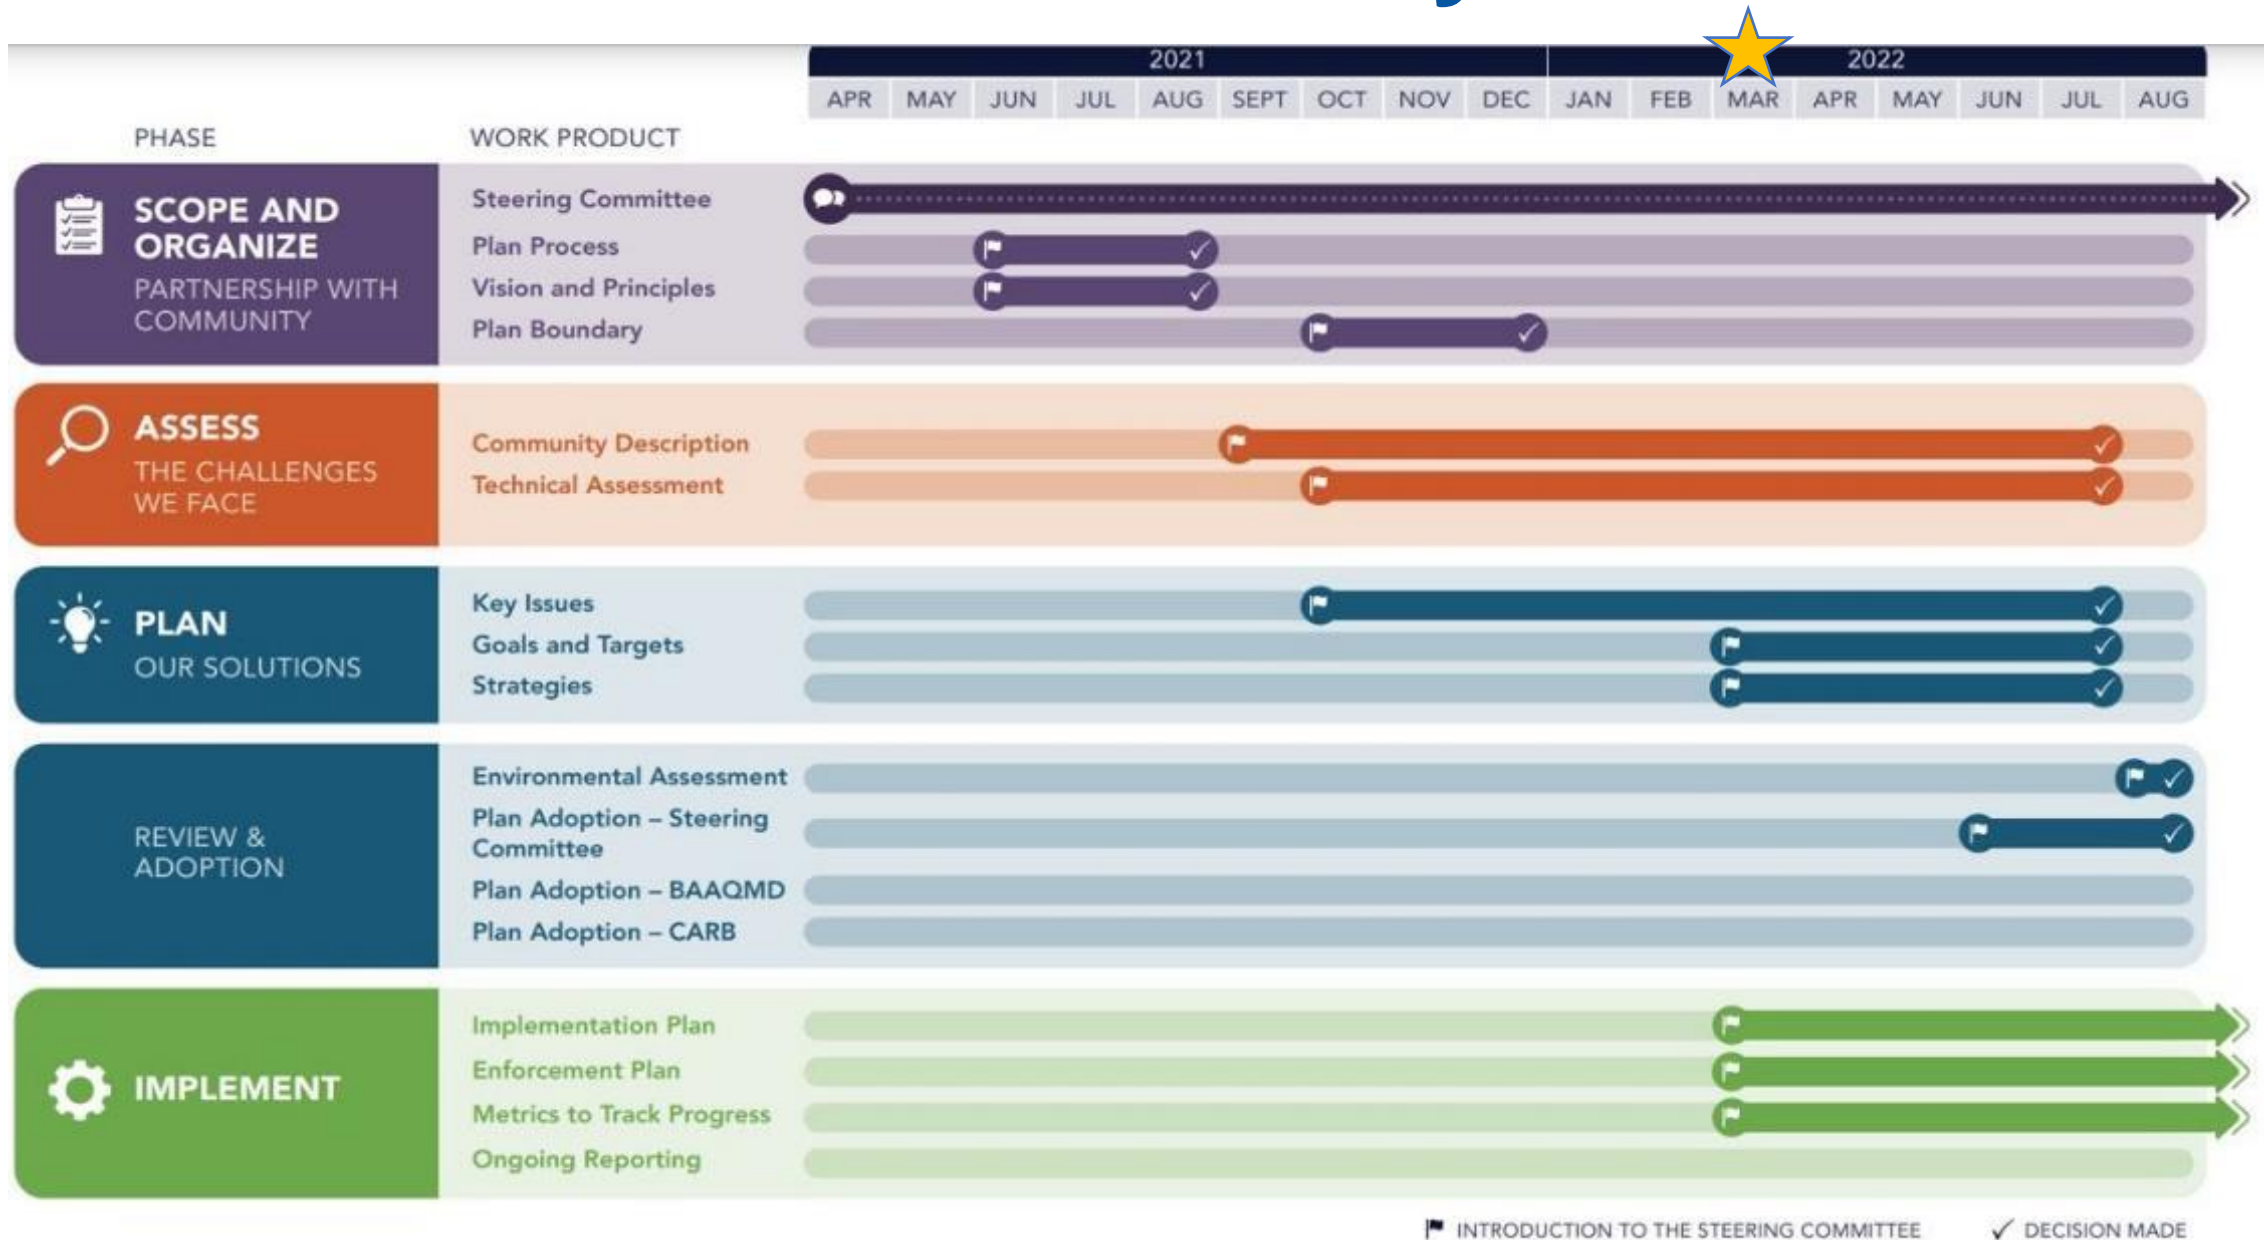 2021 2022
APR MAY JUN JUL AUG SEPT OCT NOV DEC JAN FEB MAR APR MAY JUN JUL AUG
PHASE WORK PRODUCT
SCOPE AND
ORGANIZE
PARTNERSHIP WITH
COMMUNITY
Steering Committee
Plan Process
Vision and Principles
Plan Boundary
ASSESS
THE CHALLENGES
WE FACE
Community Description
Technical Assessment
PLAN
OUR SOLUTIONS
Key Issues
Goals and Targets
Strategies
REVIEW &
ADOPTION
Environmental Assessment
Plan Adoption – Steering
Committee
Plan Adoption – BAAQMD
Plan Adoption – CARB
IMPLEMENT
Implementation Plan
Enforcement Plan
Metrics to Track Progress
Ongoing Reporting
INTRODUCTION TO THE STEERING COMMITTEE ✓ DECISION MADE